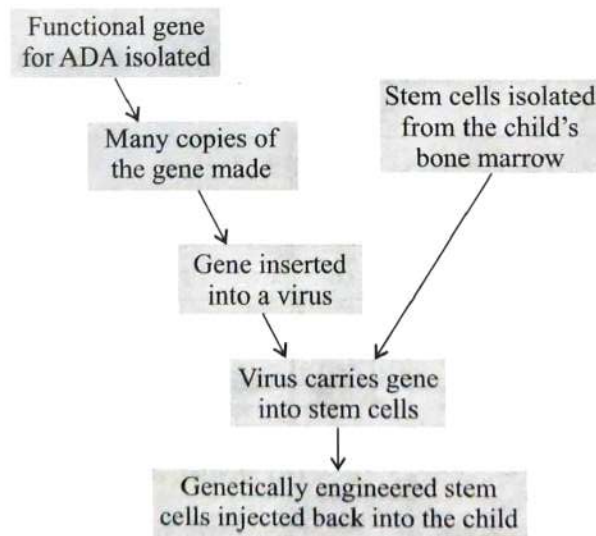 Functional gene
for ADA isolated
Stem cells isolated
from the child's
bone marrow
Many copies of
the gene made
Gene inserted
into a virus
Virus carries gene
into stem cells
Genetically engineered stem
cells injected back into the child